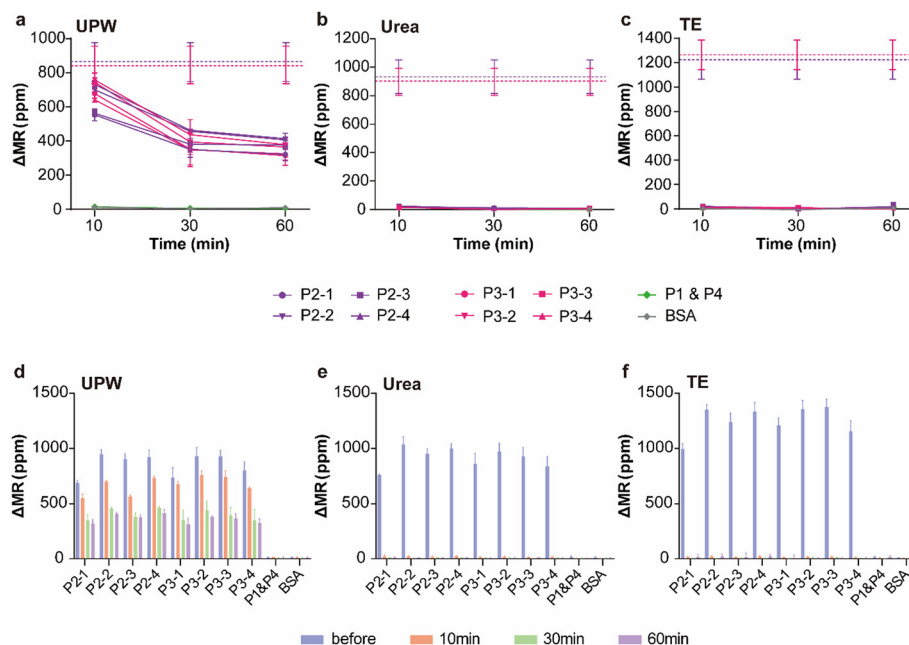 a UPW
ΔMR (ppm)
1000
800
600
400
200
0
10 30 60
Time (min)
b Urea
ΔMR (ppm)
1200
1000
800
600
400
200
0
10 30 60
Time (min)
c TE
ΔMR (ppm)
1400
1200
1000
800
600
400
200
0
10 30 60
Time (min)
P2-1 P2-3 P3-1 P3-3 P1 & P4
P2-2 P2-4 P3-2 P3-4 BSA
d UPW
ΔMR (ppm)
1500
1000
500
0
P2-1 P2-2 P2-3 P2-4 P3-1 P3-2 P3-3 P3-4 P1&P4 BSA
e Urea
ΔMR (ppm)
1500
1000
500
0
P2-1 P2-2 P2-3 P2-4 P3-1 P3-2 P3-3 P3-4 P1&P4 BSA
f TE
ΔMR (ppm)
1500
1000
500
0
P2-1 P2-2 P2-3 P2-4 P3-1 P3-2 P3-3 P3-4 P1&P4 BSA
before 10min 30min 60min